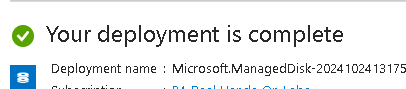 Your deployment is complete
Deployment name : Microsoft.ManagedDisk-2024102413175